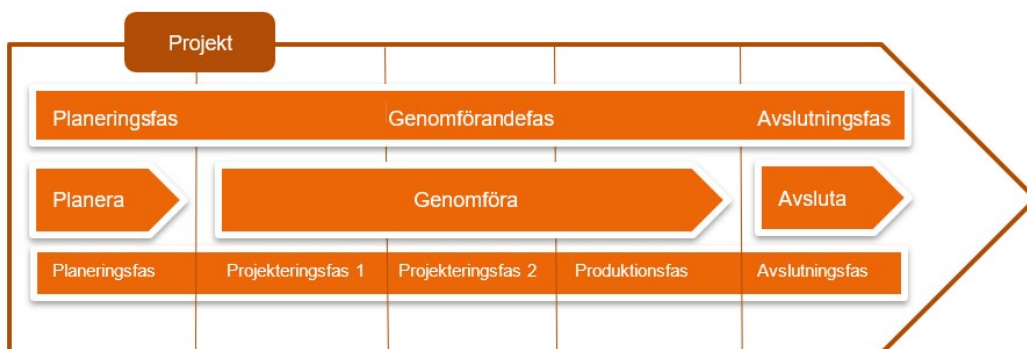 Projekt
Planeringsfas Genomförandefas Avslutningsfas
Planera Genomföra Avsluta
Planeringsfas Projekteringsfas 1 Projekteringsfas 2 Produktionsfas Avslutningsfas